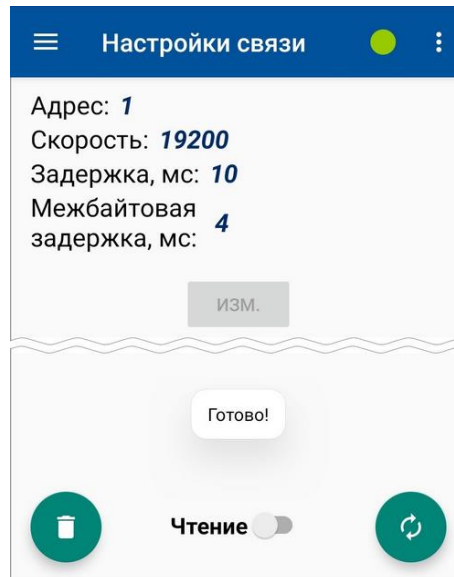 Настройки связи
Адрес: 1
Скорость: 19200
Задержка, мс: 10
Межбайтовая
задержка, мс: 4
изм.
Готово!
Чтение